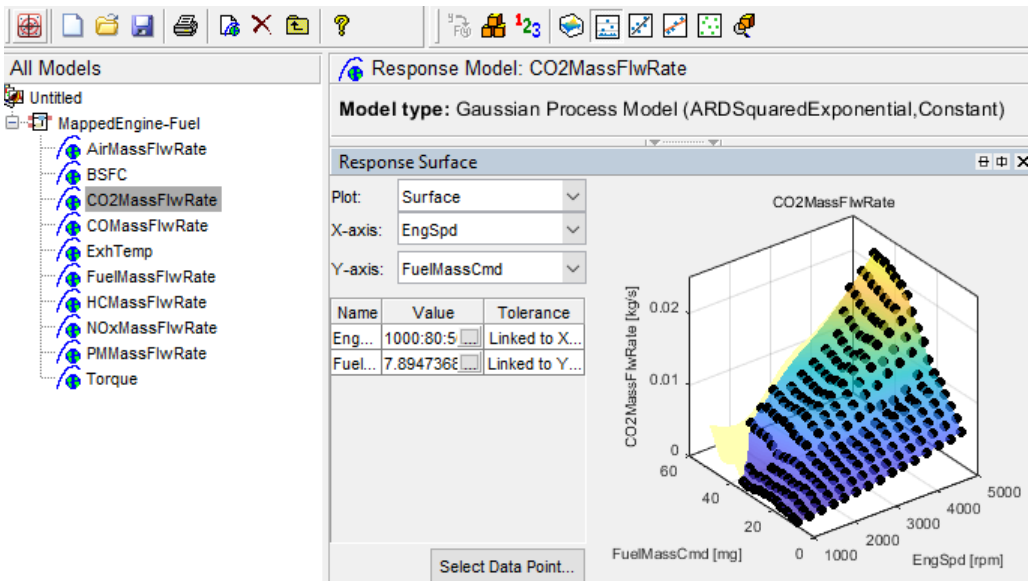 123
All Models
Untitled
MappedEngine-Fuel
AirMassFlwRate
BSFC
CO2MassFlwRate
COMassFlwRate
ExhTemp
FuelMassFlwRate
HCMassFlwRate
NOxMassFlwRate
PMMassFlwRate
Torque
Response Model: CO2MassFlwRate
Model type: Gaussian Process Model (ARDSquaredExponential,Constant)
Response Surface
Plot: Surface
X-axis: EngSpd
Y-axis: FuelMassCmd
Name Value Tolerance
Eng... 1000:80:5 ... Linked to X...
Fuel... 7.8947368 ... Linked to Y...
Select Data Point...
CO2MassFlwRate
CO2MassFlwRate [kg/s]
0.02
0.01
0
60
40
20
0
FuelMassCmd [mg]
1000
2000
3000
4000
5000
EngSpd [rpm]